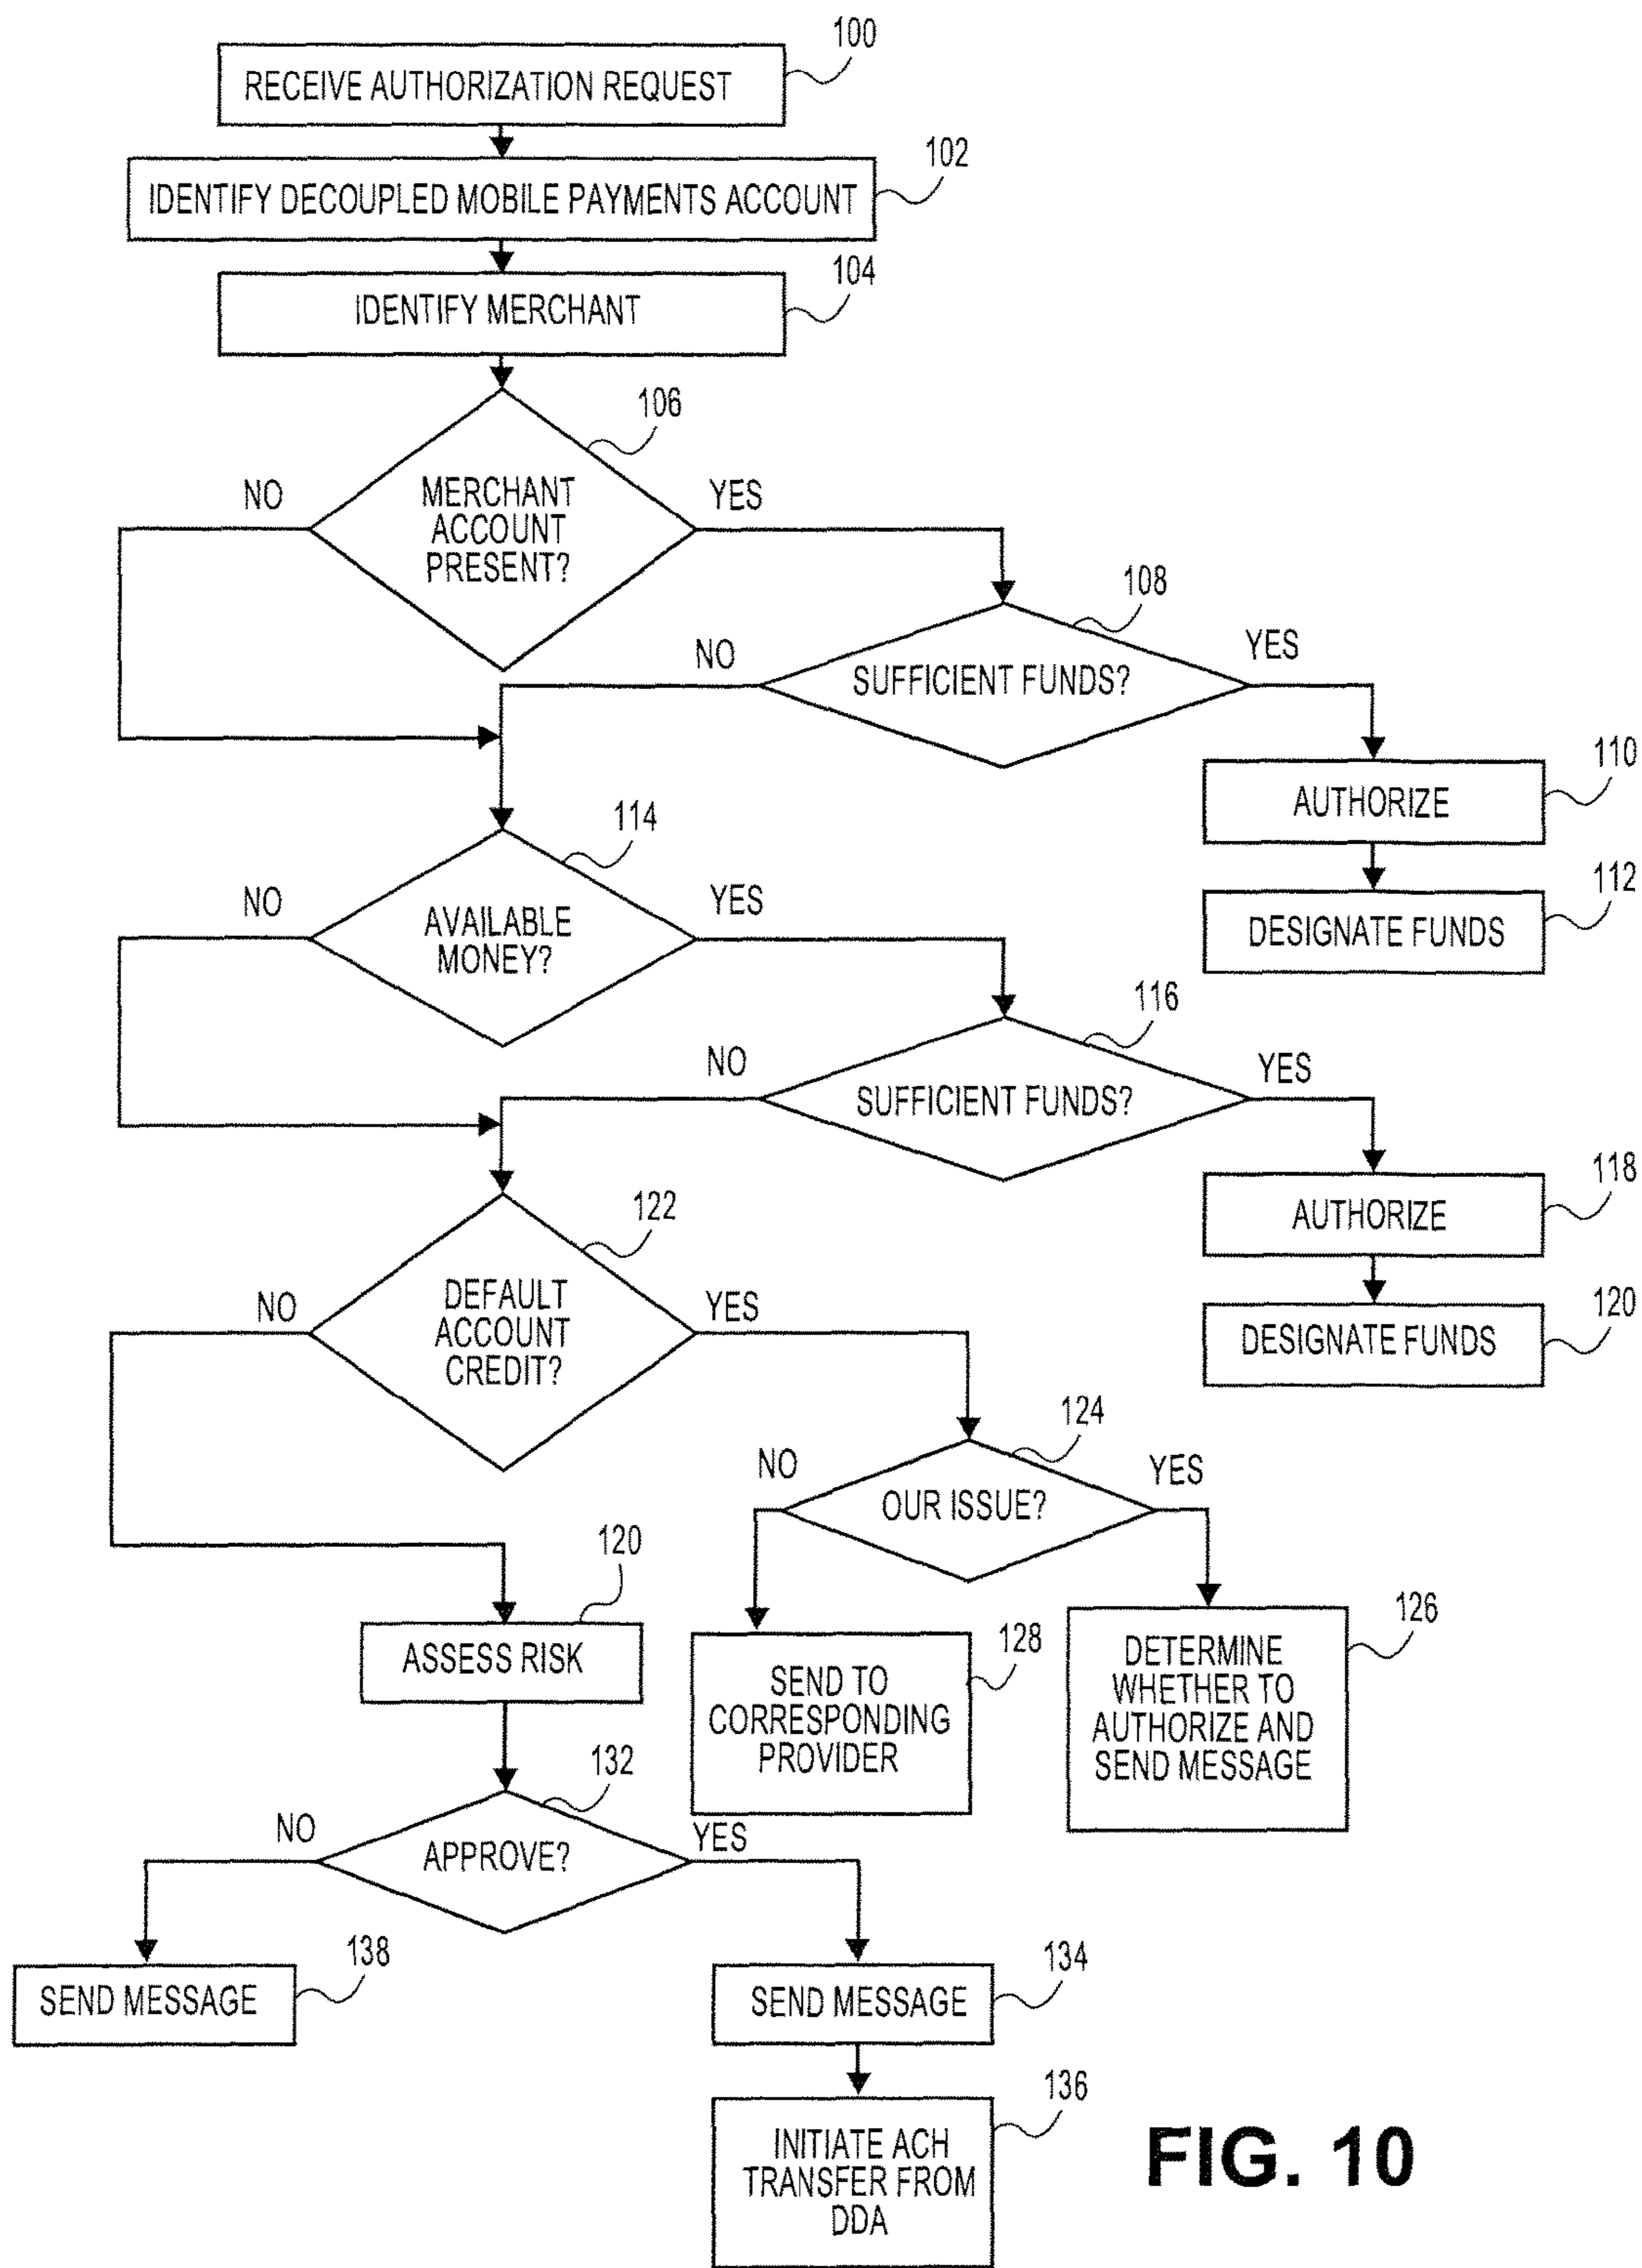 100
RECEIVE AUTHORIZATION REQUEST
102
IDENTIFY DECOUPLED MOBILE PAYMENTS ACCOUNT
104
IDENTIFY MERCHANT
106
NO
MERCHANT
ACCOUNT
PRESENT?
YES
108
NO
SUFFICIENT FUNDS?
YES
110
AUTHORIZE
112
DESIGNATE FUNDS
114
NO
AVAILABLE
MONEY?
YES
116
NO
SUFFICIENT FUNDS?
YES
118
AUTHORIZE
120
DESIGNATE FUNDS
122
NO
DEFAULT
ACCOUNT
CREDIT?
YES
124
NO
OUR ISSUE?
YES
126
DETERMINE
WHETHER TO
AUTHORIZE AND
SEND MESSAGE
128
SEND TO
CORRESPONDING
PROVIDER
120
ASSESS RISK
132
NO
APPROVE?
YES
138
SEND MESSAGE
134
SEND MESSAGE
136
INITIATE ACH
TRANSFER FROM
DDA
FIG. 10